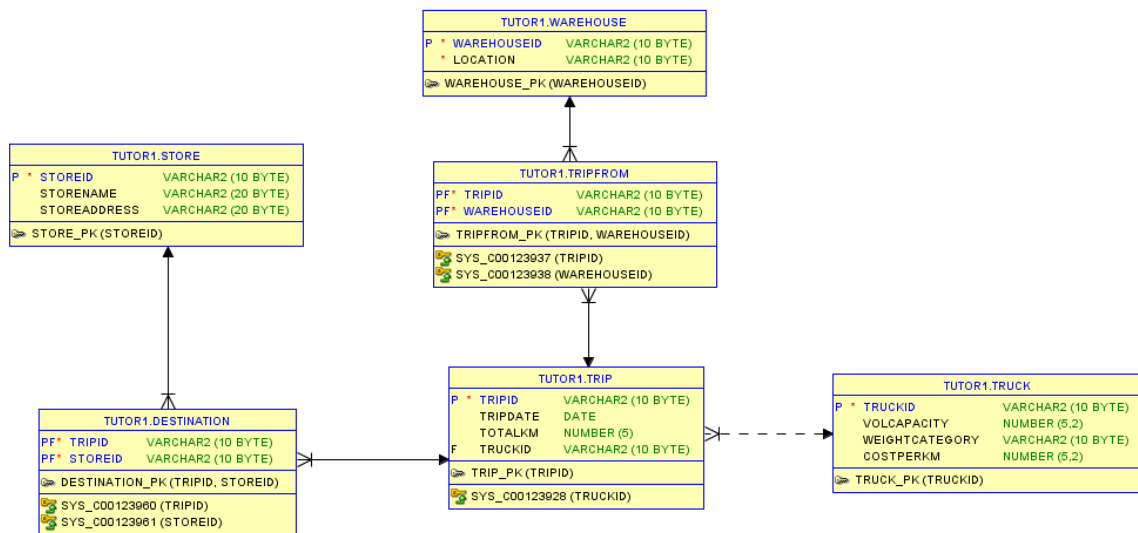 TUTOR1.WAREHOUSE
P * WAREHOUSEID VARCHAR2 (10 BYTE)
* LOCATION VARCHAR2 (10 BYTE)
WAREHOUSE_PK (WAREHOUSEID)
TUTOR1.STORE
P * STOREID VARCHAR2 (10 BYTE)
STORENAME VARCHAR2 (20 BYTE)
STOREADDRESS VARCHAR2 (20 BYTE)
STORE_PK (STOREID)
TUTOR1.TRIPFROM
PF* TRIPID VARCHAR2 (10 BYTE)
PF* WAREHOUSEID VARCHAR2 (10 BYTE)
TRIPFROM_PK (TRIPID, WAREHOUSEID)
SYS_C00123937 (TRIPID)
SYS_C00123938 (WAREHOUSEID)
TUTOR1.DESTINATION
PF* TRIPID VARCHAR2 (10 BYTE)
PF* STOREID VARCHAR2 (10 BYTE)
DESTINATION_PK (TRIPID, STOREID)
SYS_C00123960 (TRIPID)
SYS_C00123961 (STOREID)
TUTOR1.TRIP
P * TRIPID VARCHAR2 (10 BYTE)
TRIPDATE DATE
TOTALKM NUMBER (5)
F TRUCKID VARCHAR2 (10 BYTE)
TRIP_PK (TRIPID)
SYS_C00123928 (TRUCKID)
TUTOR1.TRUCK
P * TRUCKID VARCHAR2 (10 BYTE)
VOLCAPACITY NUMBER (5,2)
WEIGHTCATEGORY VARCHAR2 (10 BYTE)
COSTPERKM NUMBER (5,2)
TRUCK_PK (TRUCKID)